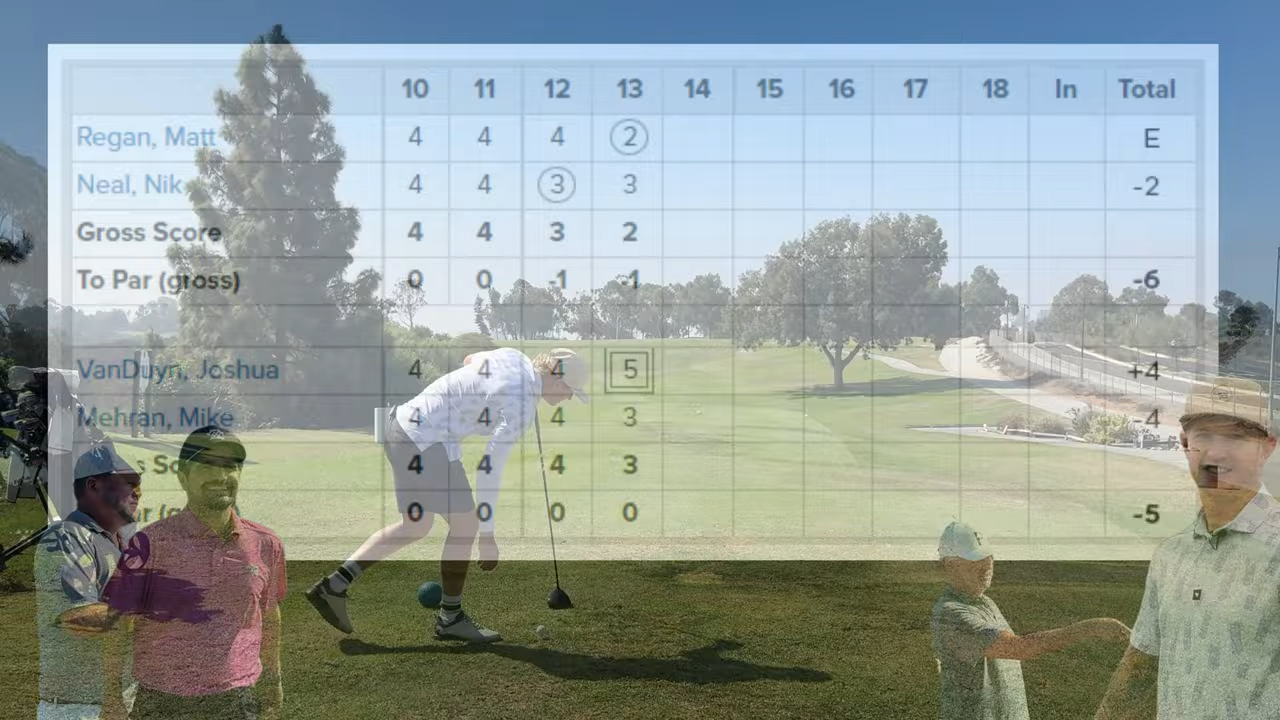 10 11 12 13 14 15 16 17 18 In Total
Regan, Matt 4 4 4 2 E
Neal, Nik 4 4 3 3 -2
Gross Score 4 4 3 2
To Par (gross) 0 0 -1 -1 -6
VanDuyn, Joshua 4 4 4 5 +4
Mehran, Mike 4 4 4 3 4
4 4 4 3
0 0 0 0 -5